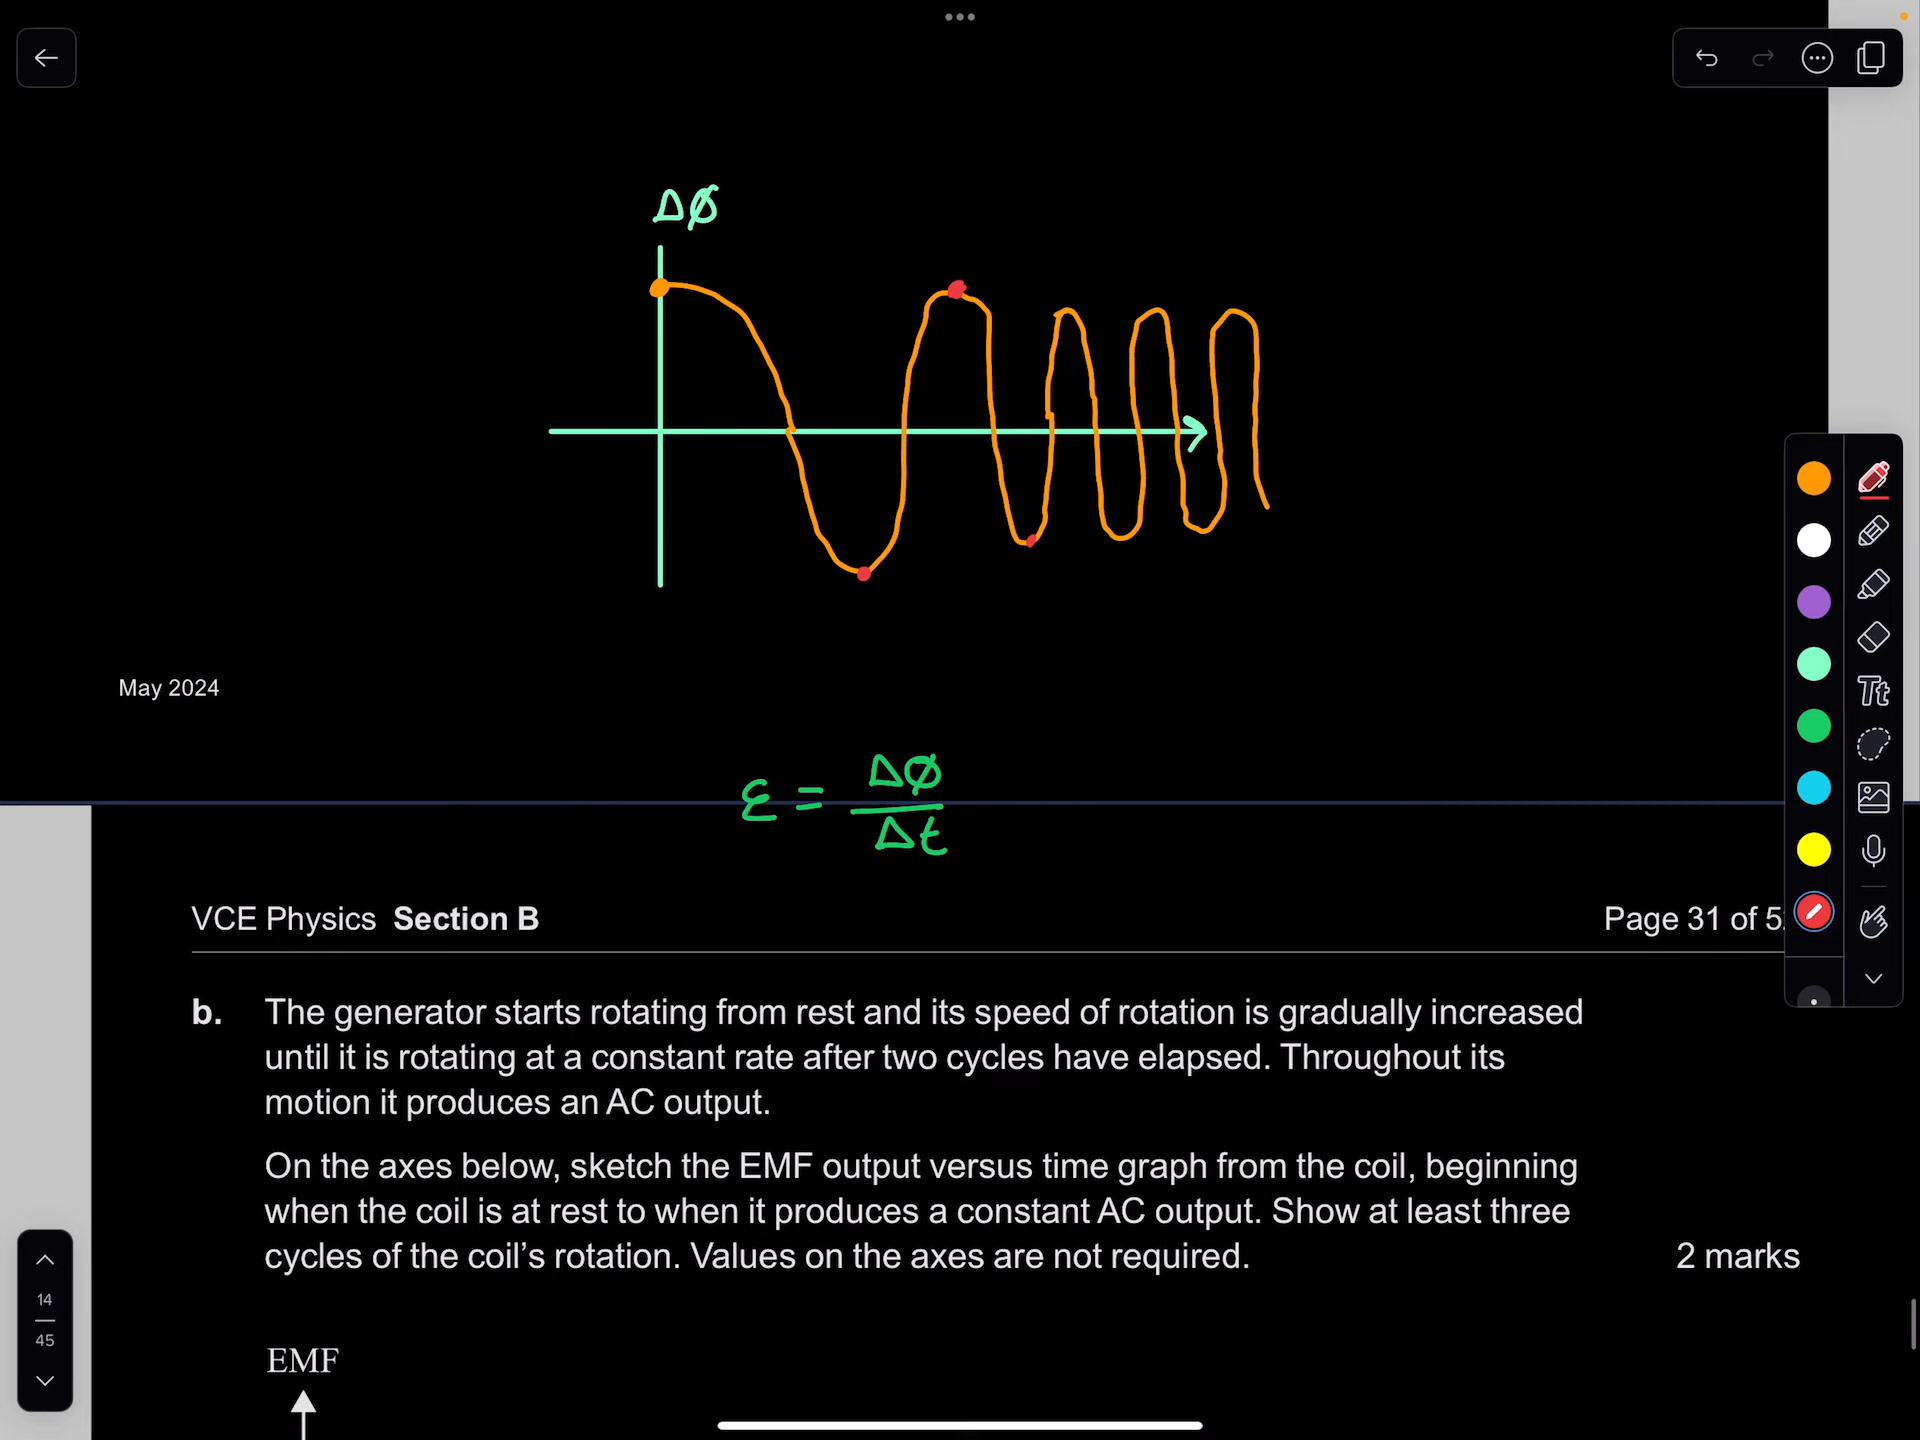 Δφ
May 2024
ε = Δφ / Δt
VCE Physics Section B
Page 31 of 5
b. The generator starts rotating from rest and its speed of rotation is gradually increased
until it is rotating at a constant rate after two cycles have elapsed. Throughout its
motion it produces an AC output.
On the axes below, sketch the EMF output versus time graph from the coil, beginning
when the coil is at rest to when it produces a constant AC output. Show at least three
cycles of the coil's rotation. Values on the axes are not required.
2 marks
EMF
Tt
14
45